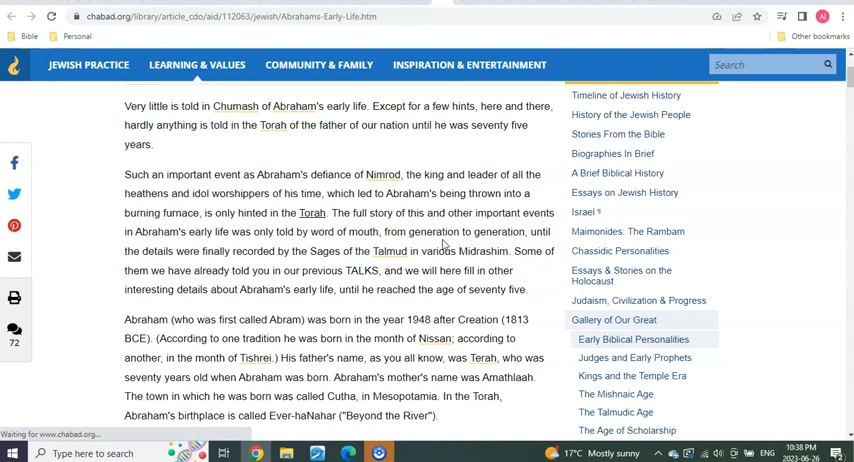 chabad.org/library/article_cdo/aid/112063/jewish/Abrahams-Early-Life.htm
Al
Bible
Personal
Other bookmarks
JEWISH PRACTICE LEARNING & VALUES COMMUNITY & FAMILY INSPIRATION & ENTERTAINMENT
Search
Very little is told in Chumash of Abraham's early life. Except for a few hints, here and there,
hardly anything is told in the Torah of the father of our nation until he was seventy five
years.
Such an important event as Abraham's defiance of Nimrod, the king and leader of all the
heathens and idol worshippers of his time, which led to Abraham's being thrown into a
burning furnace, is only hinted in the Torah. The full story of this and other important events
in Abraham's early life was only told by word of mouth, from generation to generation, until
the details were finally recorded by the Sages of the Talmud in various Midrashim. Some of
them we have already told you in our previous TALKS, and we will here fill in other
interesting details about Abraham's early life, until he reached the age of seventy five.
Abraham (who was first called Abram) was born in the year 1948 after Creation (1813
BCE). (According to one tradition he was born in the month of Nissan; according to
another, in the month of Tishrei.) His father's name, as you all know, was Terah, who was
seventy years old when Abraham was born. Abraham's mother's name was Amathlaah.
The town in which he was born was called Cutha, in Mesopotamia. In the Torah,
Abraham's birthplace is called Ever-haNahar ("Beyond the River").
72
Timeline of Jewish History
History of the Jewish People
Stories From the Bible
Biographies In Brief
A Brief Biblical History
Essays on Jewish History
Israel
Maimonides: The Rambam
Chassidic Personalities
Essays & Stories on the
Holocaust
Judaism, Civilization & Progress
Gallery of Our Great
Early Biblical Personalities
Judges and Early Prophets
Kings and the Temple Era
The Mishnaic Age
The Talmudic Age
The Age of Scholarship
Waiting for www.chabad.org...
Type here to search
17°C Mostly sunny
ENG
10:38 PM
2023-06-26
2